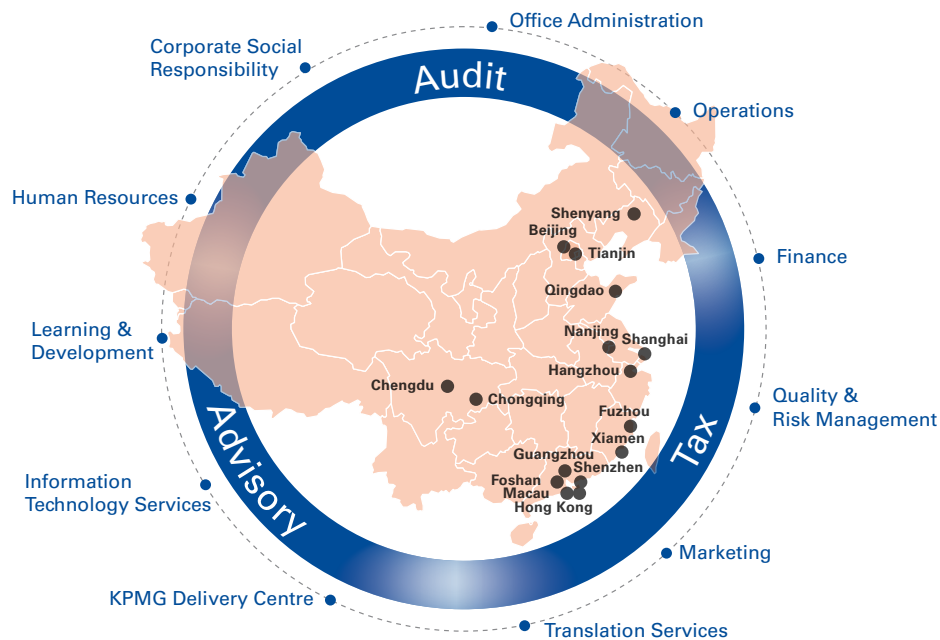 Office Administration
Corporate Social
Responsibility
Audit
Operations
Human Resources
Shenyang
Beijing
Tianjin
Finance
Qingdao
Learning &
Development
Nanjing
Shanghai
Hangzhou
Chengdu
Chongqing
Quality &
Risk Management
Fuzhou
Xiamen
Tax
Advisory
Guangzhou
Shenzhen
Foshan
Macau
Hong Kong
Information
Technology Services
Marketing
KPMG Delivery Centre
Translation Services